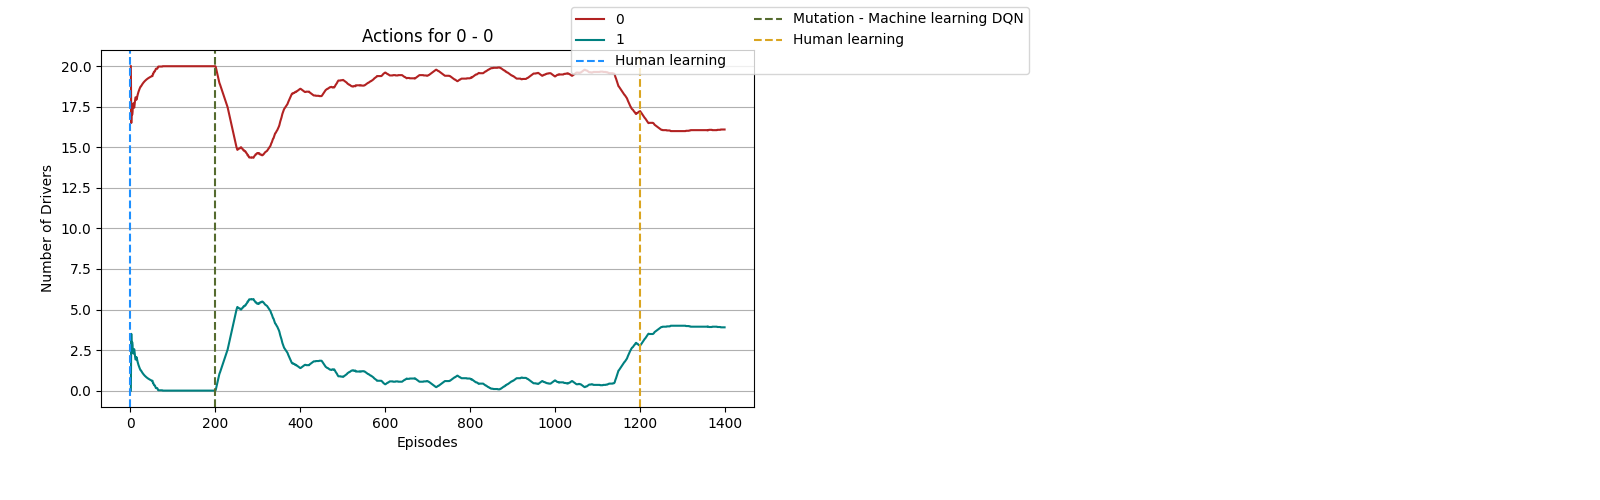 Actions for 0 - 0
0
1
Human learning
Mutation - Machine learning DQN
Human learning
Number of Drivers
20.0
17.5
15.0
12.5
10.0
7.5
5.0
2.5
0.0
0 200 400 600 800 1000 1200 1400
Episodes